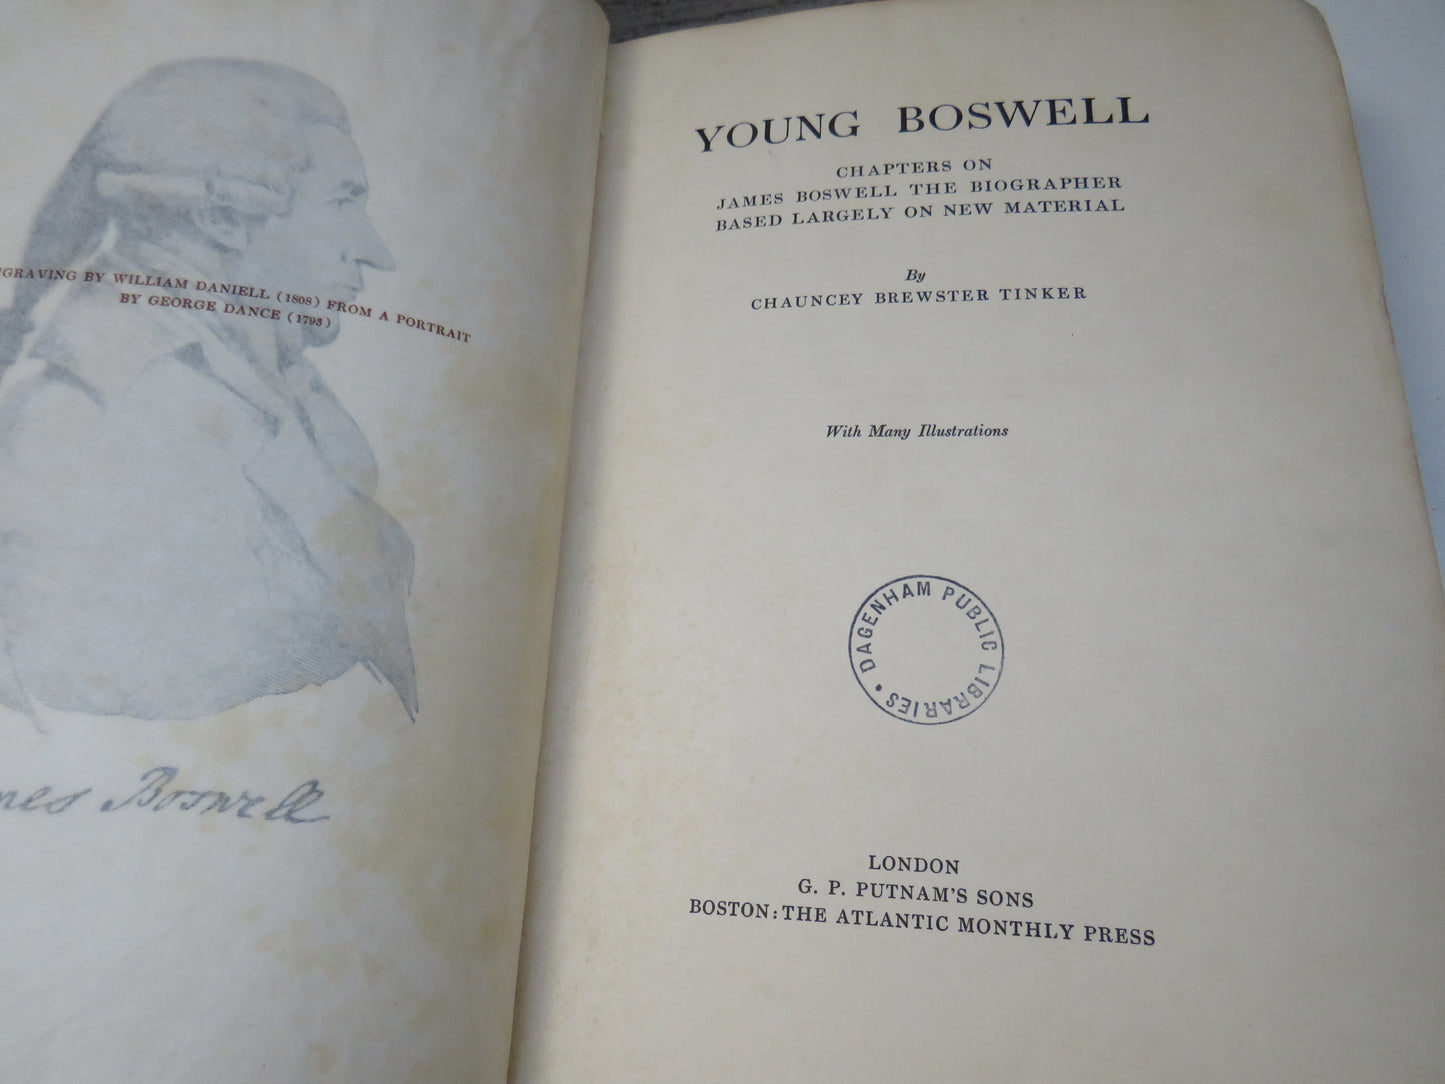 GRAVING BY WILLIAM DANIELL (1808) FROM A PORTRAIT
BY GEORGE DANCE (1793)
Boswell
YOUNG BOSWELL
CHAPTERS ON
JAMES BOSWELL THE BIOGRAPHER
BASED LARGELY ON NEW MATERIAL
By
CHAUNCEY BREWSTER TINKER
With Many Illustrations
DAGENHAM PUBLIC LIBRARIES •
LONDON
G. P. PUTNAM'S SONS
BOSTON: THE ATLANTIC MONTHLY PRESS